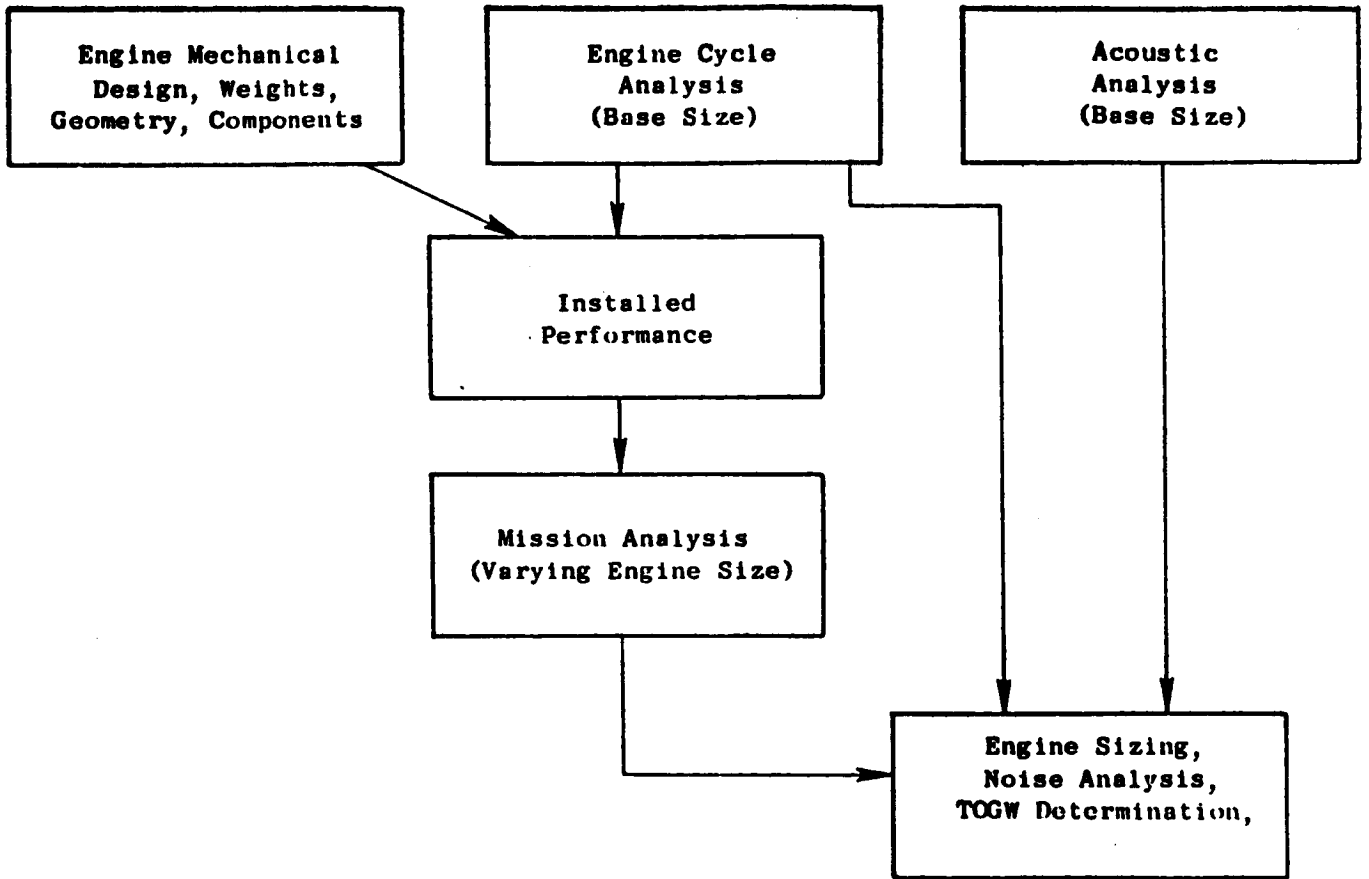 Engine Mechanical
Design, Weights,
Geometry, Components
Engine Cycle
Analysis
(Base Size)
Acoustic
Analysis
(Base Size)
Installed
Performance
Mission Analysis
(Varying Engine Size)
Engine Sizing,
Noise Analysis,
TOGW Determination,